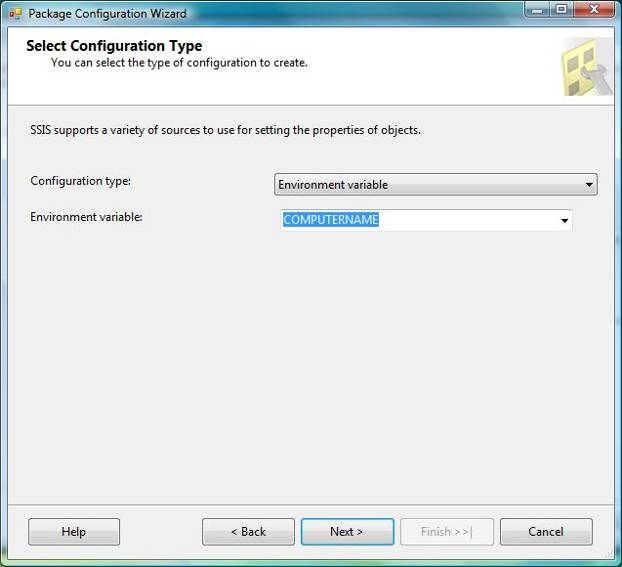 Package Configuration Wizard
Select Configuration Type
You can select the type of configuration to create.
SSIS supports a variety of sources to use for setting the properties of objects.
Configuration type:
Environment variable
Environment variable:
COMPUTERNAME
Help
< Back
Next >
Finish >>|
Cancel